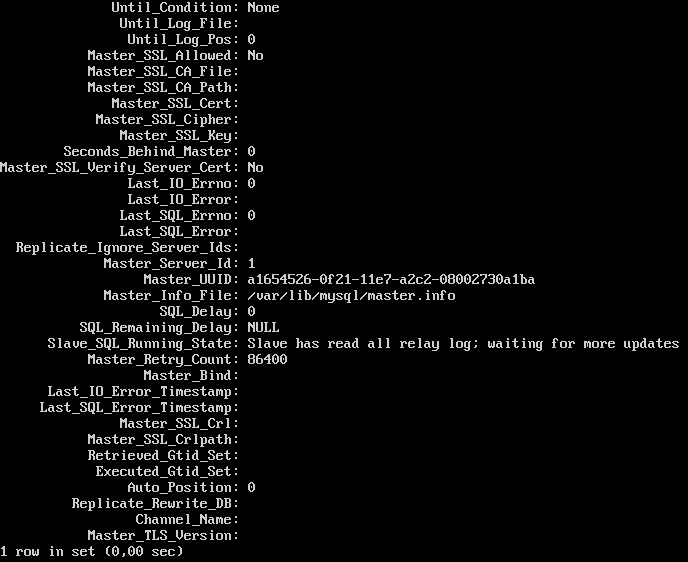 Until_Condition: None
Until_Log_File:
Until_Log_Pos: 0
Master_SSL_Allowed: No
Master_SSL_CA_File:
Master_SSL_CA_Path:
Master_SSL_Cert:
Master_SSL_Cipher:
Master_SSL_Key:
Seconds_Behind_Master: 0
Master_SSL_Verify_Server_Cert: No
Last_IO_Errno: 0
Last_IO_Error:
Last_SQL_Errno: 0
Last_SQL_Error:
Replicate_Ignore_Server_Ids:
Master_Server_Id: 1
Master_UUID: a1654526-0f21-11e7-a2c2-08002730a1ba
Master_Info_File: /var/lib/mysql/master.info
SQL_Delay: 0
SQL_Remaining_Delay: NULL
Slave_SQL_Running_State: Slave has read all relay log; waiting for more updates
Master_Retry_Count: 86400
Master_Bind:
Last_IO_Error_Timestamp:
Last_SQL_Error_Timestamp:
Master_SSL_Crl:
Master_SSL_Crlpath:
Retrieved_Gtid_Set:
Executed_Gtid_Set:
Auto_Position: 0
Replicate_Rewrite_DB:
Channel_Name:
Master_TLS_Version:
1 row in set (0,00 sec)